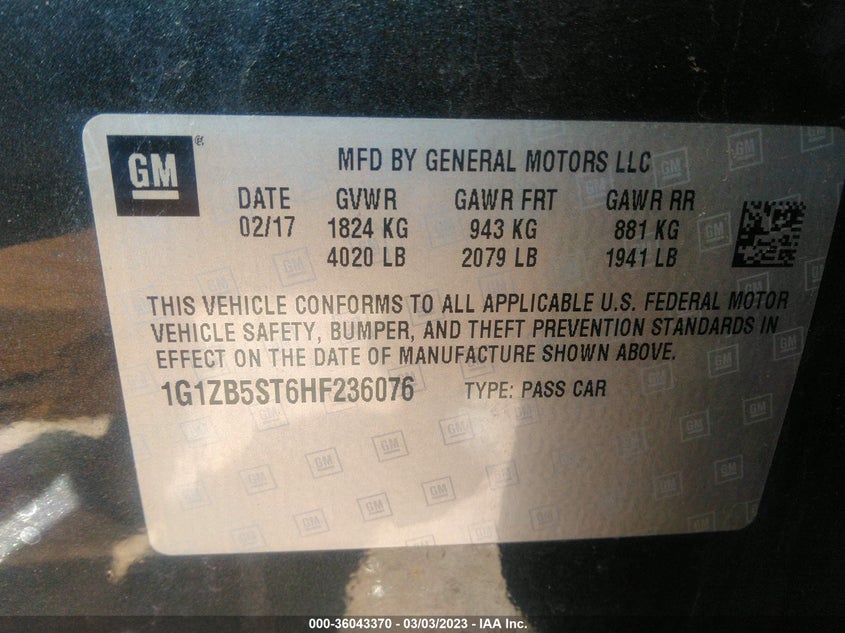 GM
MFD BY GENERAL MOTORS LLC
DATE GVWR GAWR FRT GAWR RR
02/17 1824 KG 943 KG 881 KG
4020 LB 2079 LB 1941 LB
THIS VEHICLE CONFORMS TO ALL APPLICABLE U.S. FEDERAL MOTOR
VEHICLE SAFETY, BUMPER, AND THEFT PREVENTION STANDARDS IN
EFFECT ON THE DATE OF MANUFACTURE SHOWN ABOVE.
1G1ZB5ST6HF236076 TYPE: PASS CAR
000-36043370 - 03/03/2023 - IAA Inc.